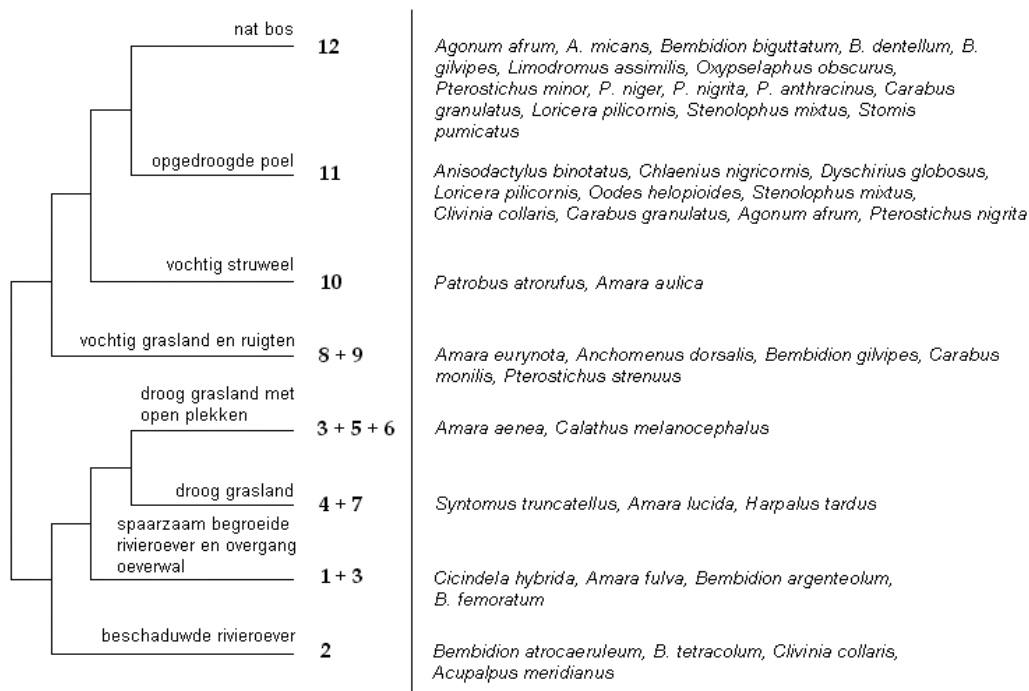 nat bos
12
Agonum afrum, A. micans, Bembidion biguttatum, B. dentellum, B.
gilvipes, Limodromus assimilis, Oxypselaphus obscurus,
Pterostichus minor, P. niger, P. nigrita, P. anthracinus, Carabus
granulatus, Loricera pilicornis, Stenolophus mixtus, Stomis
pumicatus
opgedroogde poel
11
Anisodactylus binotatus, Chlaenius nigricornis, Dyschirius globosus,
Loricera pilicornis, Oodes helopioides, Stenolophus mixtus,
Clivinia collaris, Carabus granulatus, Agonum afrum, Pterostichus nigrita
vochtig struweel
10
Patrobus atrorufus, Amara aulica
vochtig grasland en ruigten
8 + 9
Amara eurynota, Anchomenus dorsalis, Bembidion gilvipes, Carabus
monilis, Pterostichus strenuus
droog grasland met
open plekken
3 + 5 + 6
Amara aenea, Calathus melanocephalus
droog grasland
4 + 7
Syntomus truncatellus, Amara lucida, Harpalus tardus
spaarzaam begroeide
rivieroever en overgang
oeverwal
1 + 3
Cicindela hybrida, Amara fulva, Bembidion argenteolum,
B. femoratum
beschaduwde rivieroever
2
Bembidion atrocaeruleum, B. tetracolum, Clivinia collaris,
Acupalpus meridianus